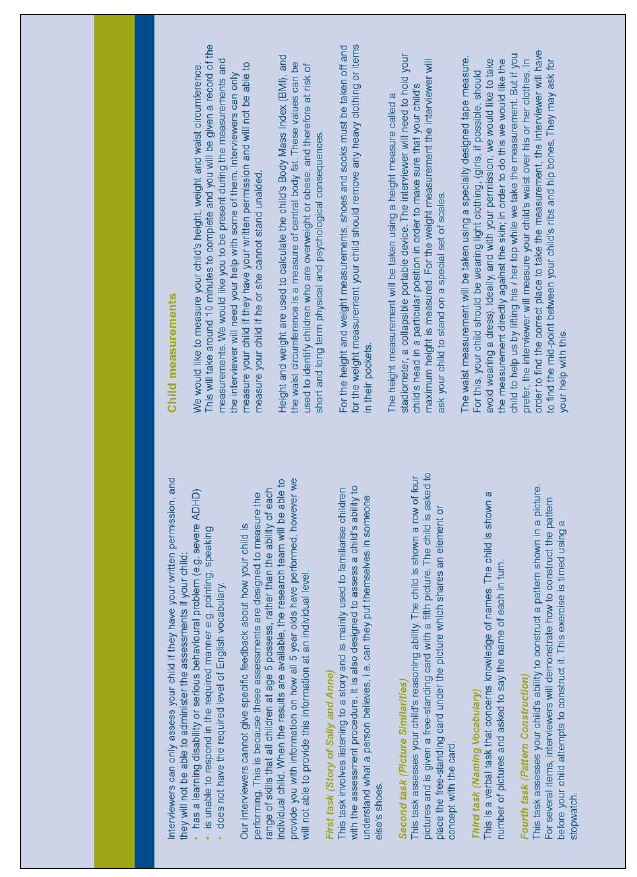 Interviewers can only assess your child if they have your written permission, and
they will not be able to administer the assessments if your child:
• has a learning disability or serious behavioural problem (e.g. severe ADHD)
• is unable to respond in the required manner e.g. pointing, speaking
• does not have the required level of English vocabulary.
Our interviewers cannot give specific feedback about how your child is
performing. This is because these assessments are designed to measure the
range of skills that all children at age 5 possess, rather than the ability of each
individual child. When the results are available, the research team will be able to
provide you with information on how all 5 year olds have performed, however we
will not able to provide this information at an individual level.
First task (Story of Sally and Anne)
This task involves listening to a story and is mainly used to familiarise children
with the assessment procedure. It is also designed to assess a child's ability to
understand what a person believes, i.e. can they put themselves in someone
else's shoes.
Second task (Picture Similarities)
This task assesses your child's reasoning ability. The child is shown a row of four
pictures and is given a free-standing card with a fifth picture. The child is asked to
place the free-standing card under the picture which shares an element or
concept with the card.
Third task (Naming Vocabulary)
This is a verbal task that concerns knowledge of names. The child is shown a
number of pictures and asked to say the name of each in turn.
Fourth task (Pattern Construction)
This task assesses your child's ability to construct a pattern shown in a picture.
For several items, interviewers will demonstrate how to construct the pattern
before your child attempts to construct it. This exercise is timed using a
stopwatch.
Child measurements
We would like to measure your child's height, weight and waist circumference.
This will take around 10 minutes to complete and you will be given a record of the
measurements. We would like you to be present during the measurements and
the interviewer will need your help with some of them. Interviewers can only
measure your child if they have your written permission and will not be able to
measure your child if he or she cannot stand unaided.
Height and weight are used to calculate the child's Body Mass Index (BMI), and
the waist circumference is a measure of central body fat. These values can be
used to identify children who are overweight or obese, and therefore at risk of
short and long term physical and psychological consequences.
For the height and weight measurements, shoes and socks must be taken off and
for the weight measurement your child should remove any heavy clothing or items
in their pockets.
The height measurement will be taken using a height measure called a
stadiometer, a collapsible portable device. The interviewer will need to hold your
child's head in a particular position in order to make sure that your child's
maximum height is measured. For the weight measurement the interviewer will
ask your child to stand on a special set of scales.
The waist measurement will be taken using a specially designed tape measure.
For this, your child should be wearing light clothing, (girls, if possible, should
avoid wearing a dress). Ideally, and with your permission, we would like to take
the measurement directly against the skin; in order to do this we would like the
child to help us by lifting his / her top while we take the measurement. But if you
prefer, the interviewer will measure your child's waist over his or her clothes. In
order to find the correct place to take the measurement, the interviewer will have
to find the mid-point between your child's ribs and hip bones. They may ask for
your help with this.